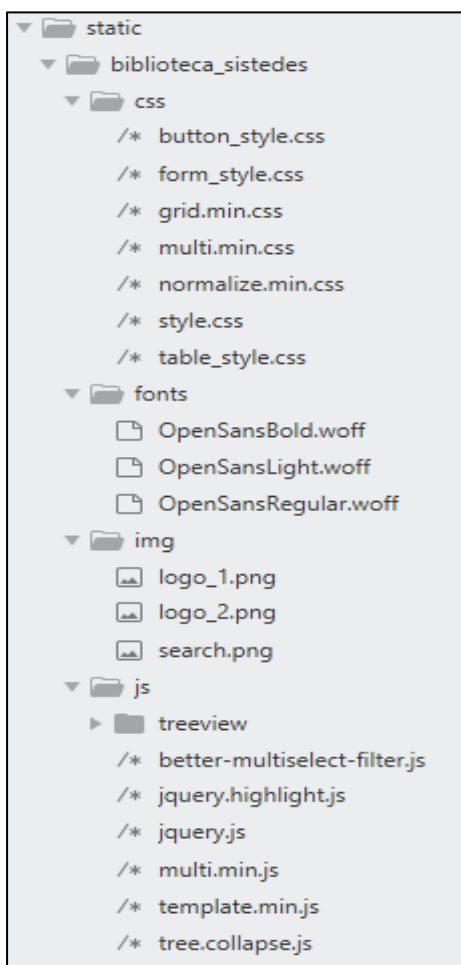 static
biblioteca_sistedes
css
/* button_style.css
/* form_style.css
/* grid.min.css
/* multi.min.css
/* normalize.min.css
/* style.css
/* table_style.css
fonts
OpenSansBold.woff
OpenSansLight.woff
OpenSansRegular.woff
img
logo_1.png
logo_2.png
search.png
js
treeview
/* better-multiselect-filter.js
/* jquery.highlight.js
/* jquery.js
/* multi.min.js
/* template.min.js
/* tree.collapse.js